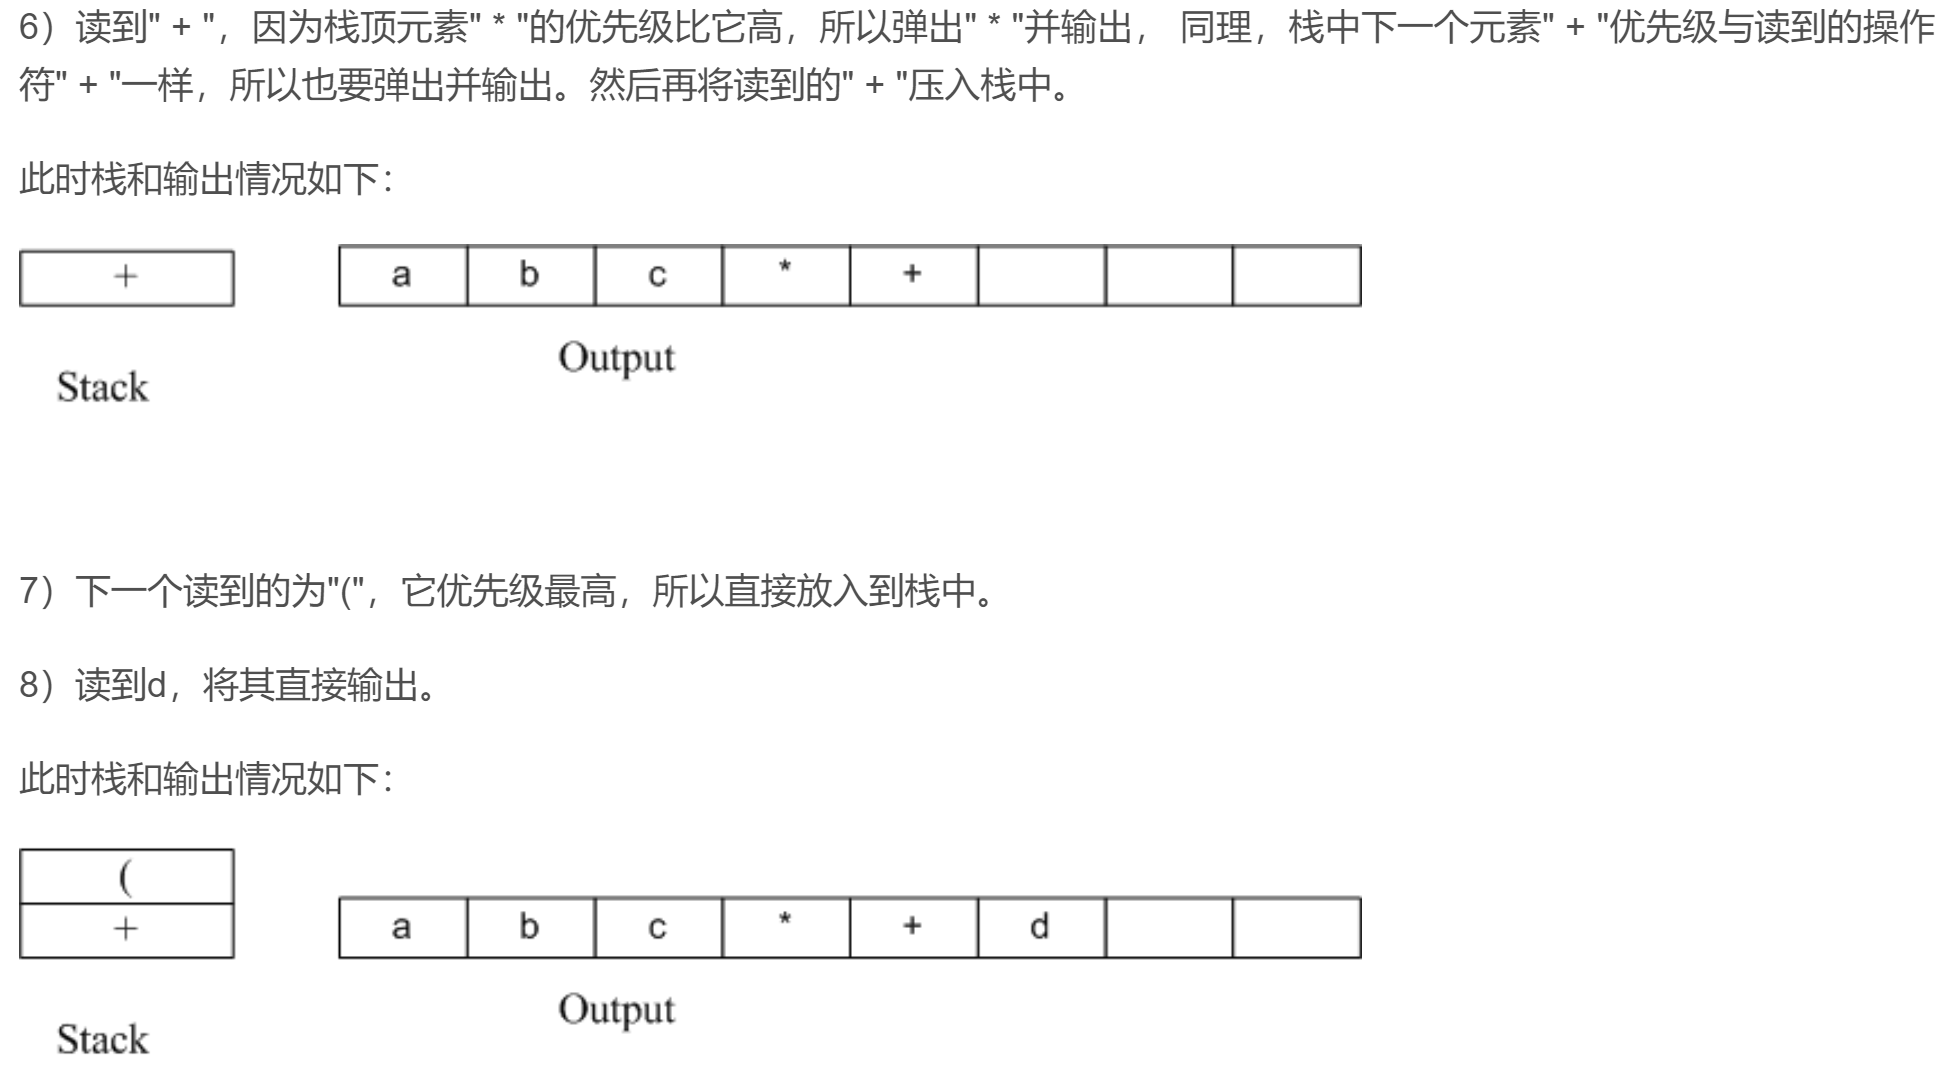 6）读到" + "，因为栈顶元素" * "的优先级比它高，所以弹出" * "并输出， 同理，栈中下一个元素" + "优先级与读到的操作
符" + "一样，所以也要弹出并输出。然后再将读到的" + "压入栈中。
此时栈和输出情况如下：
+ a b c * +
Output
Stack
7）下一个读到的为"("，它优先级最高，所以直接放入到栈中。
8）读到d，将其直接输出。
此时栈和输出情况如下：
(
+ a b c * + d
Output
Stack